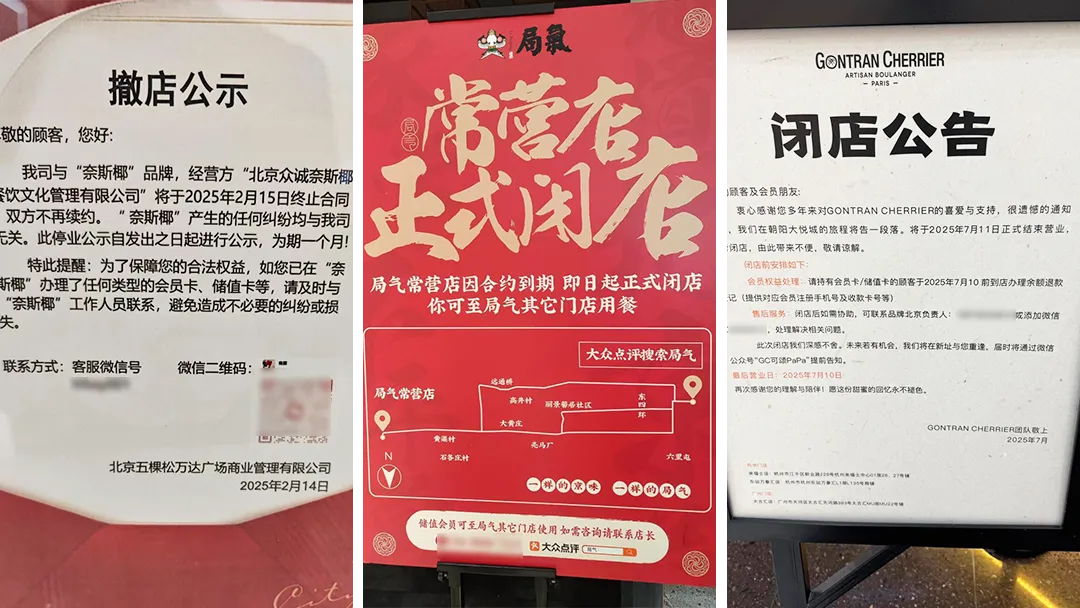 撤店公示
敬的顾客，您好:
我司与“奈斯椰”品牌，经营方“北京众诚奈斯椰
餐饮文化管理有限公司”将于2025年2月15终止合同
双方不再续约。“奈斯椰”产生的任何纠纷均与我司
无关。此停业公示自发出之日起进行公示，为期一个月!
特此提醒：为了保障您的合法权益，如您已在“奈
斯椰”办理了任何类型的会员卡、储值卡等，请及时与
“奈斯椰”工作人员联系，避免造成不必要的纠纷或损
失。
联系方式：客服微信号 微信二维码：
北京五棵松万达广场商业管理有限公司
2025年2月14日
City
局氣
常营店
正式闭店
局气常营店因合约到期 即日起正式闭店
你可至局气其它门店用餐
大众点评搜索局气
局气常营店
远通桥
高井村
丽景馨居社区
东四环
大黄庄
黄渠村
亮马厂
石各庄村
六里屯
N
一样的京味 一样的局气
储值会员可至局气其它门店使用 如需咨询请联系店长
大众点评 局气
GONTRAN CHERRIER
ARTISAN BOULANGER
- PARIS -
闭店公告
顾客及会员朋友:
衷心感谢您多年来对GONTRAN CHERRIER的喜爱与支持，很遗憾的通知
，我们在朝阳大悦城的旅程将告一段落。将于2025年7月11日正式结束营业，
闭店，由此带来不便，敬请谅解。
闭店前安排如下：
会员权益处理：请持有会员卡/储值卡的顾客于2025年7月10 前到店办理余额退款
记（提供对应会员注册手机号及收款卡号等）
售后服务：闭店后如需协助，可联系品牌北京负责人： 或添加微信
，处理解决相关问题。
此次闭店我们深感不舍。未来若有机会，我们将在新址与您重逢，届时将通过微信
公众号“GC可颂PaPa”提前告知。
最后营业日：2025年7月10日
再次感谢您的理解与陪伴！愿这份甜蜜的回忆永不褪色。
GONTRAN CHERRIER团队敬上
2025年7月
杭州门店：
广州门店：